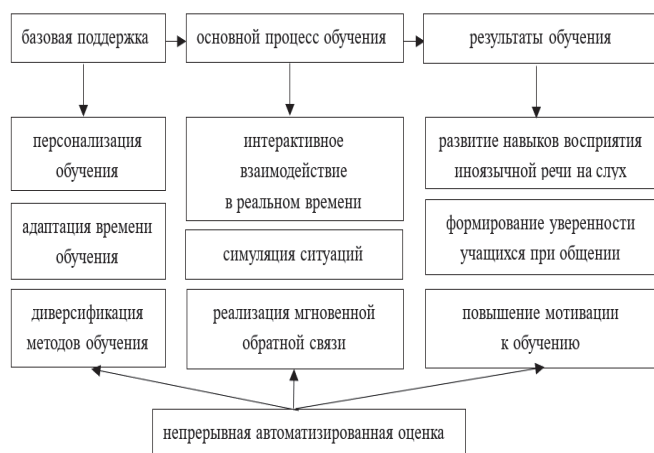 базовая поддержка
основной процесс обучения
результаты обучения
персонализация
обучения
интерактивное
взаимодействие
в реальном времени
развитие навыков восприятия
иноязычной речи на слух
адаптация времени
обучения
симуляция ситуаций
формирование уверенности
учащихся при общении
диверсификация
методов обучения
реализация мгновенной
обратной связи
повышение мотивации
к обучению
непрерывная автоматизированная оценка